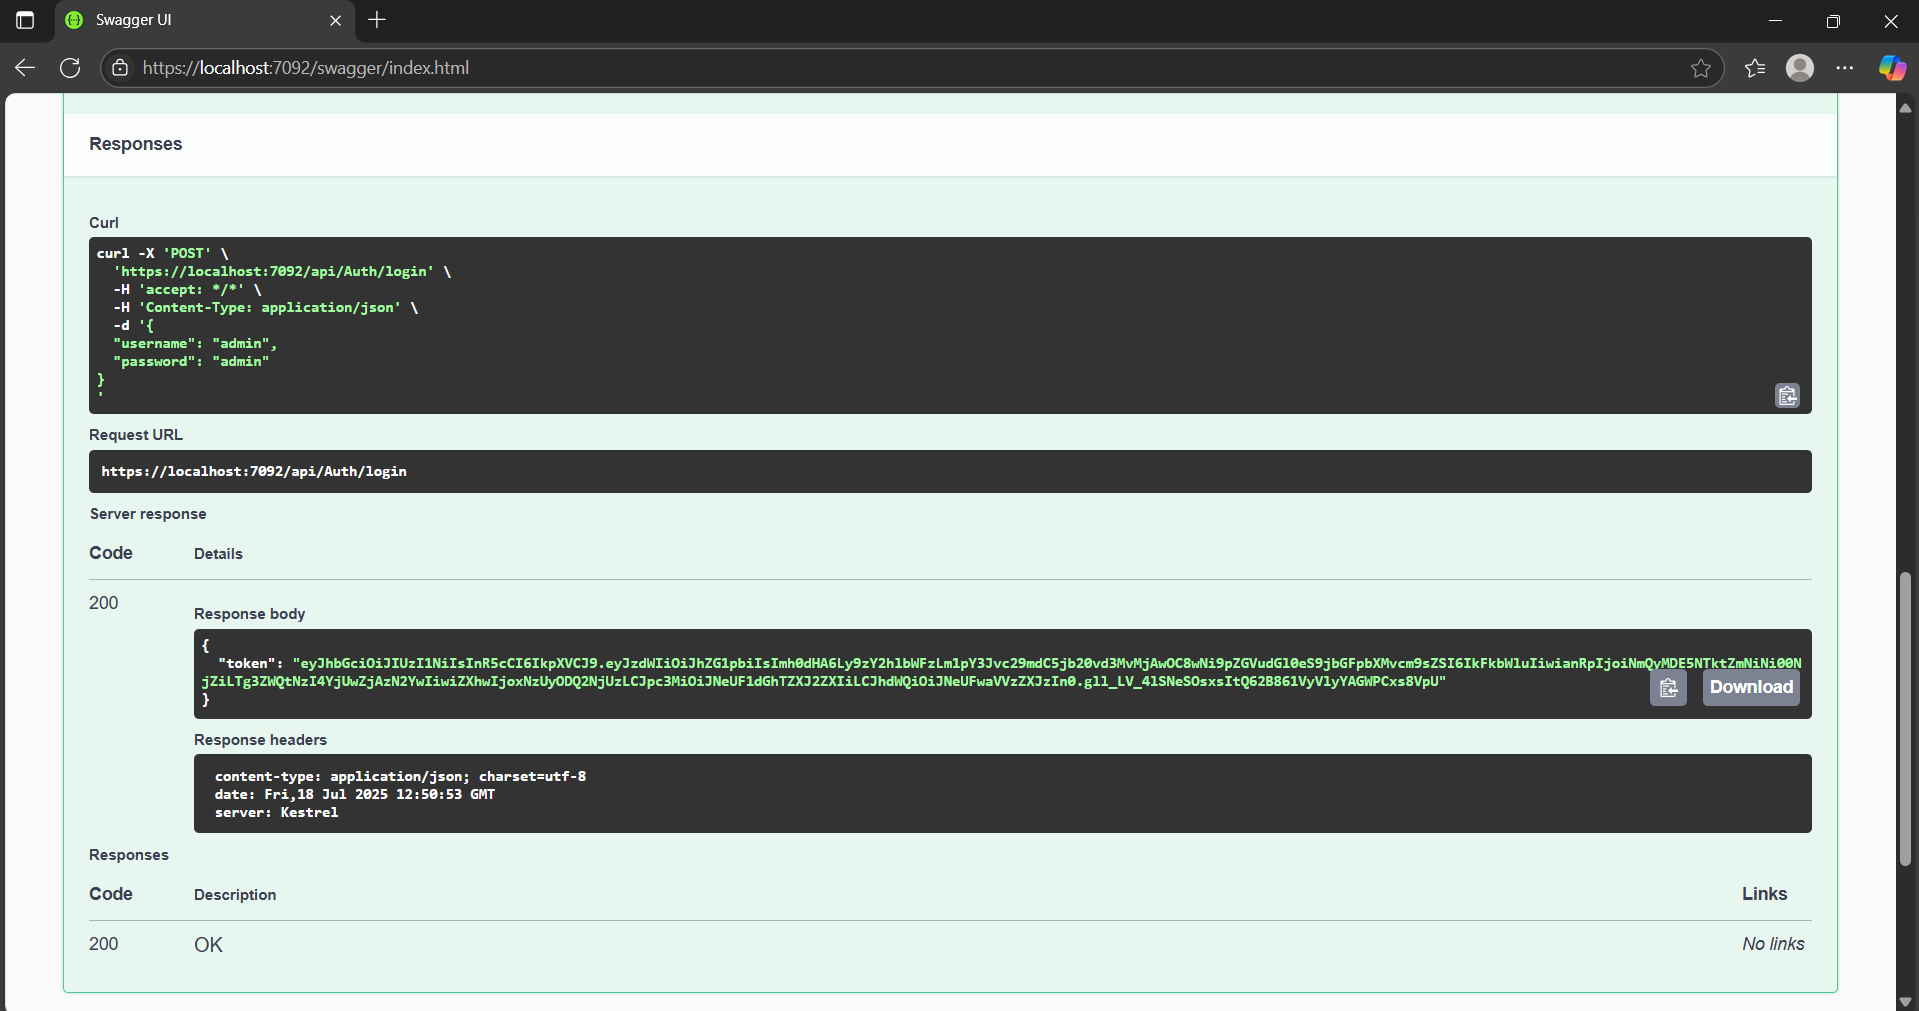 Swagger UI
https://localhost:7092/swagger/index.html
Responses
Curl
curl -X 'POST' \
'https://localhost:7092/api/Auth/login' \
-H 'accept: */*' \
-H 'Content-Type: application/json' \
-d '{
"username": "admin",
"password": "admin"
}
'
Request URL
https://localhost:7092/api/Auth/login
Server response
Code Details
200
Response body
{
"token": "eyJhbGciOiJIUzI1NiIsInR5cCI6IkpXVCJ9.eyJzdWIiOiJhZG1pbiIsImh0dHA6Ly9zY2hlbWFzLm1pY3Jvc29mdC5jb20vd3MvMjAwOC8wNi9pZGVudGl0eS9jbGFpbXMvcm9sZSI6IkFkbWluIiwianRpIjoiNmQyMDE5NTktZmNiNi00N
jZiLTg3ZWQtNzI4YjUwZjAzN2YwIiwiZXhwIjoxNzUyODQ2NjUzLCJpc3MiOiJNeUF1dGhTZXJ2ZXIiLCJhdWQiOiJNeUFwaVVzZXJzIn0.gll_LV_4lSNeSOsxsItQ62B861VyVlyYAGWPCxs8VpU"
}
Download
Response headers
content-type: application/json; charset=utf-8
date: Fri,18 Jul 2025 12:50:53 GMT
server: Kestrel
Responses
Code Description Links
200 OK No links